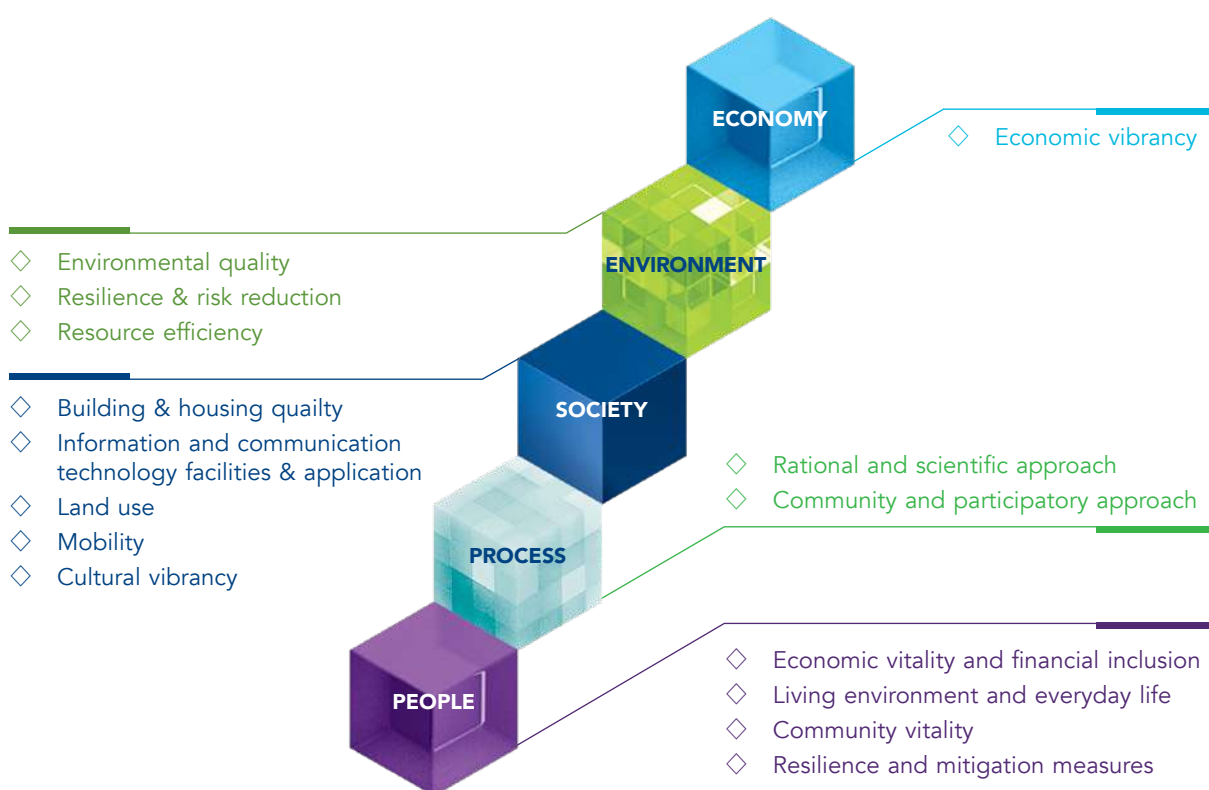 ECONOMY
◇ Economic vibrancy
ENVIRONMENT
◇ Environmental quality
◇ Resilience & risk reduction
◇ Resource efficiency
SOCIETY
◇ Building & housing quailty
◇ Information and communication
technology facilities & application
◇ Land use
◇ Mobility
◇ Cultural vibrancy
PROCESS
◇ Rational and scientific approach
◇ Community and participatory approach
PEOPLE
◇ Economic vitality and financial inclusion
◇ Living environment and everyday life
◇ Community vitality
◇ Resilience and mitigation measures